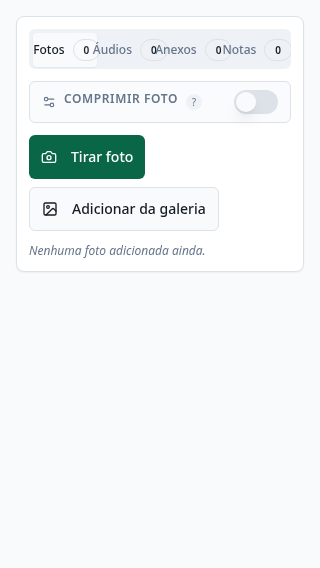 Fotos 0 Áudios 0 Anexos 0 Notas 0
COMPRIMIR FOTO ?
Tirar foto
Adicionar da galeria
Nenhuma foto adicionada ainda.